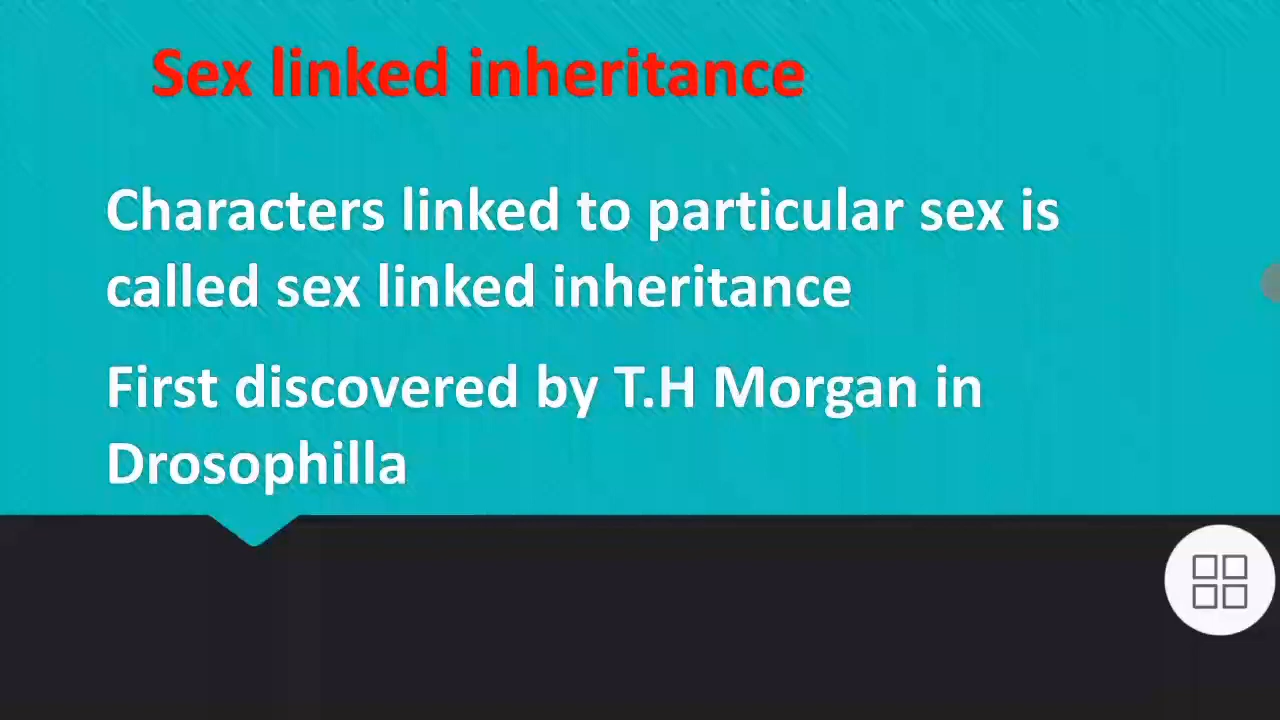 Sex linked inheritance
Characters linked to particular sex is
called sex linked inheritance
First discovered by T.H Morgan in
Drosophilla